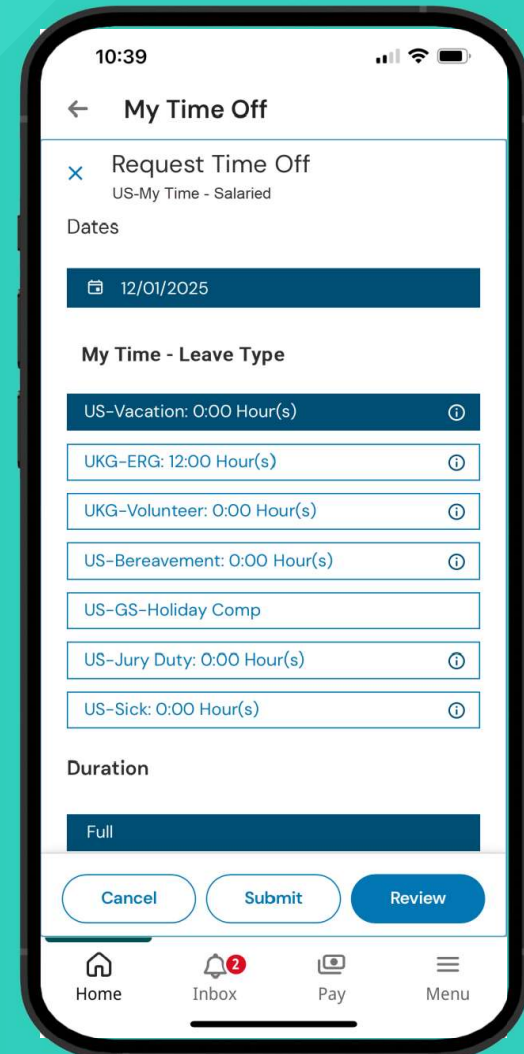 10:39
My Time Off
Request Time Off
US-My Time - Salaried
Dates
12/01/2025
My Time - Leave Type
US-Vacation: 0:00 Hour(s)
UKG-ERG: 12:00 Hour(s)
UKG-Volunteer: 0:00 Hour(s)
US-Bereavement: 0:00 Hour(s)
US-GS-Holiday Comp
US-Jury Duty: 0:00 Hour(s)
US-Sick: 0:00 Hour(s)
Duration
Full
Cancel Submit Review
2
Home Inbox Pay Menu